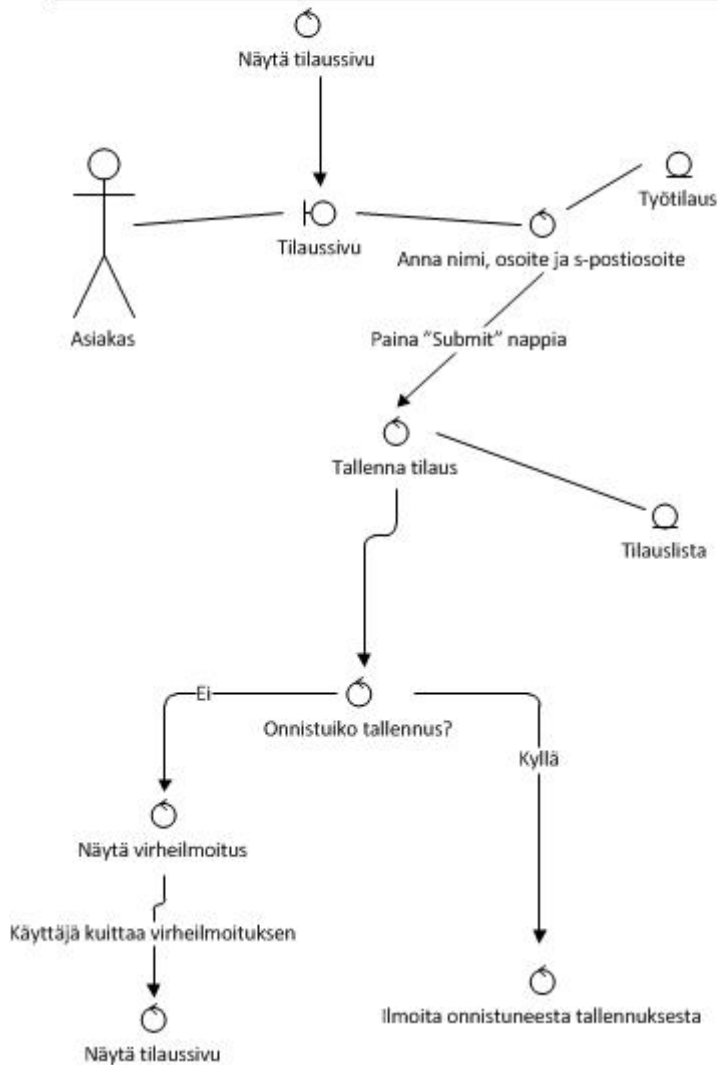 Näytä tilaussivu
Työtilaus
Tilaussivu
Anna nimi, osoite ja s-postiosoite
Asiakas
Paina "Submit" nappia
Tallenna tilaus
Tilauslista
Ei
Onnistuiko tallennus?
Kyllä
Näytä virheilmoitus
Käyttäjä kuittaa virheilmoituksen
Ilmoita onnistuneesta tallennuksesta
Näytä tilaussivu